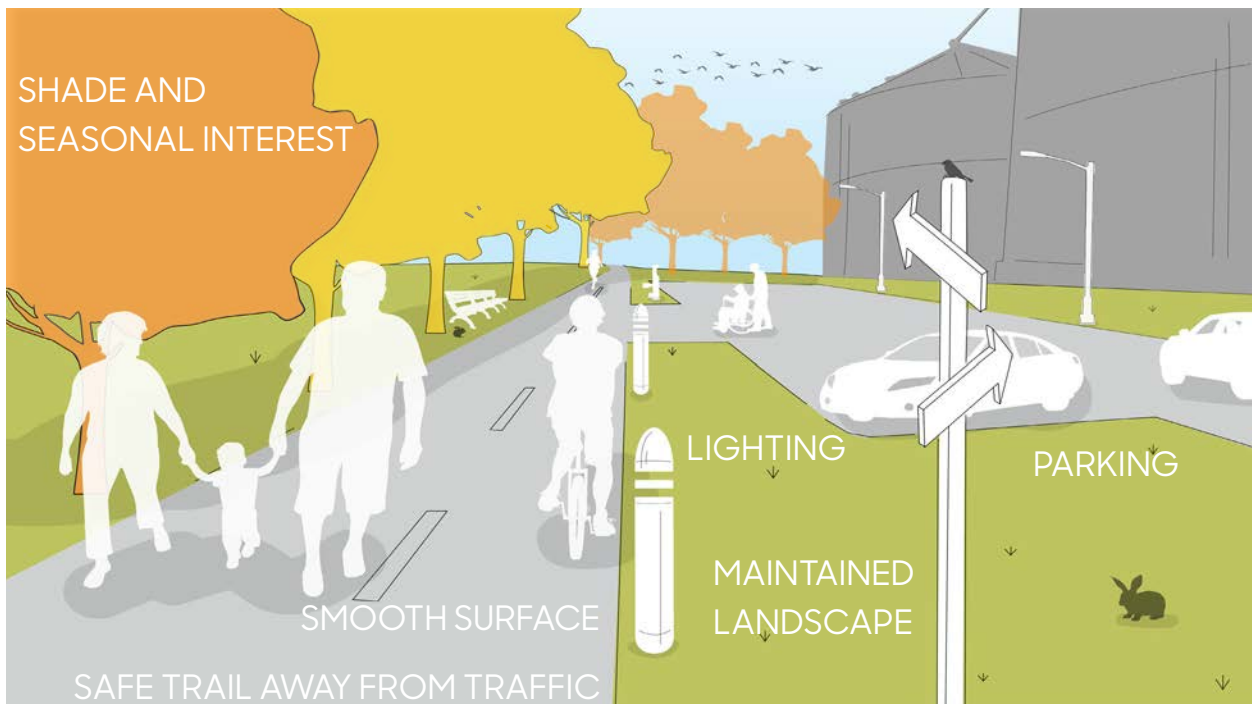 SHADE AND
SEASONAL INTEREST
LIGHTING
PARKING
MAINTAINED
LANDSCAPE
SMOOTH SURFACE
SAFE TRAIL AWAY FROM TRAFFIC